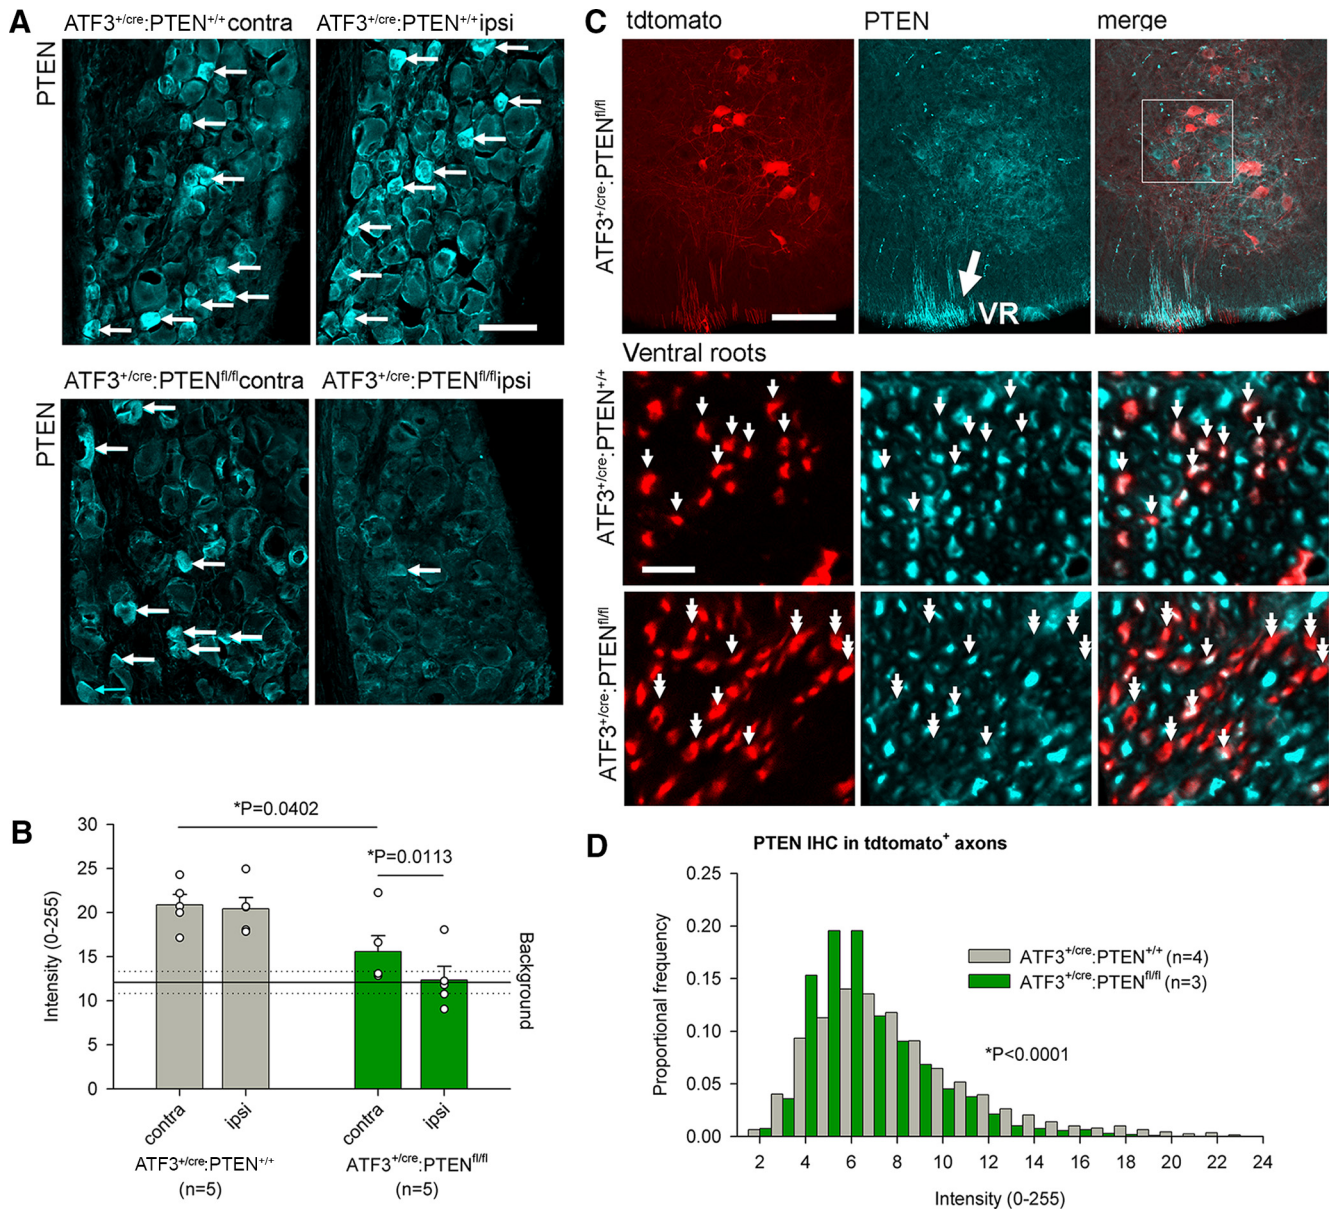 A
ATF3+/cre:PTEN+/+ contra
ATF3+/cre:PTEN+/+ ipsi
PTEN
ATF3+/cre:PTENfl/fl contra
ATF3+/cre:PTENfl/fl ipsi
PTEN
B
*P=0.0402
*P=0.0113
30
25
20
15
10
5
0
Intensity (0-255)
Background
contra
ipsi
contra
ipsi
ATF3+/cre:PTEN+/+
(n=5)
ATF3+/cre:PTENfl/fl
(n=5)
C
tdtomato
PTEN
merge
ATF3+/cre:PTENfl/fl
VR
Ventral roots
ATF3+/cre:PTEN+/+
ATF3+/cre:PTENfl/fl
D
PTEN IHC in tdtomato+ axons
0.25
0.20
0.15
0.10
0.05
0.00
Proportional frequency
ATF3+/cre:PTEN+/+ (n=4)
ATF3+/cre:PTENfl/fl (n=3)
*P<0.0001
2 4 6 8 10 12 14 16 18 20 22 24
Intensity (0-255)